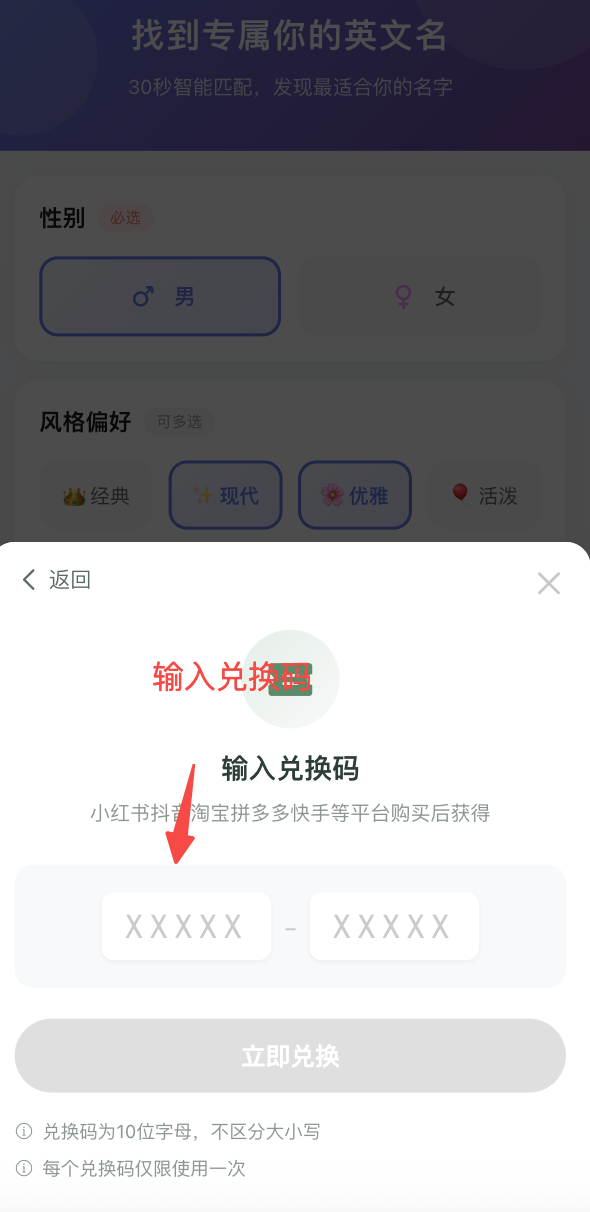 找到专属你的英文名
30秒智能匹配，发现最适合你的名字
性别 必选
男 女
风格偏好 可多选
经典 现代 优雅 活泼
返回
输入兑换码
输入兑换码
小红书抖音淘宝拼多多快手等平台购买后获得
XXXXX - XXXXX
立即兑换
兑换码为10位字母，不区分大小写
每个兑换码仅限使用一次